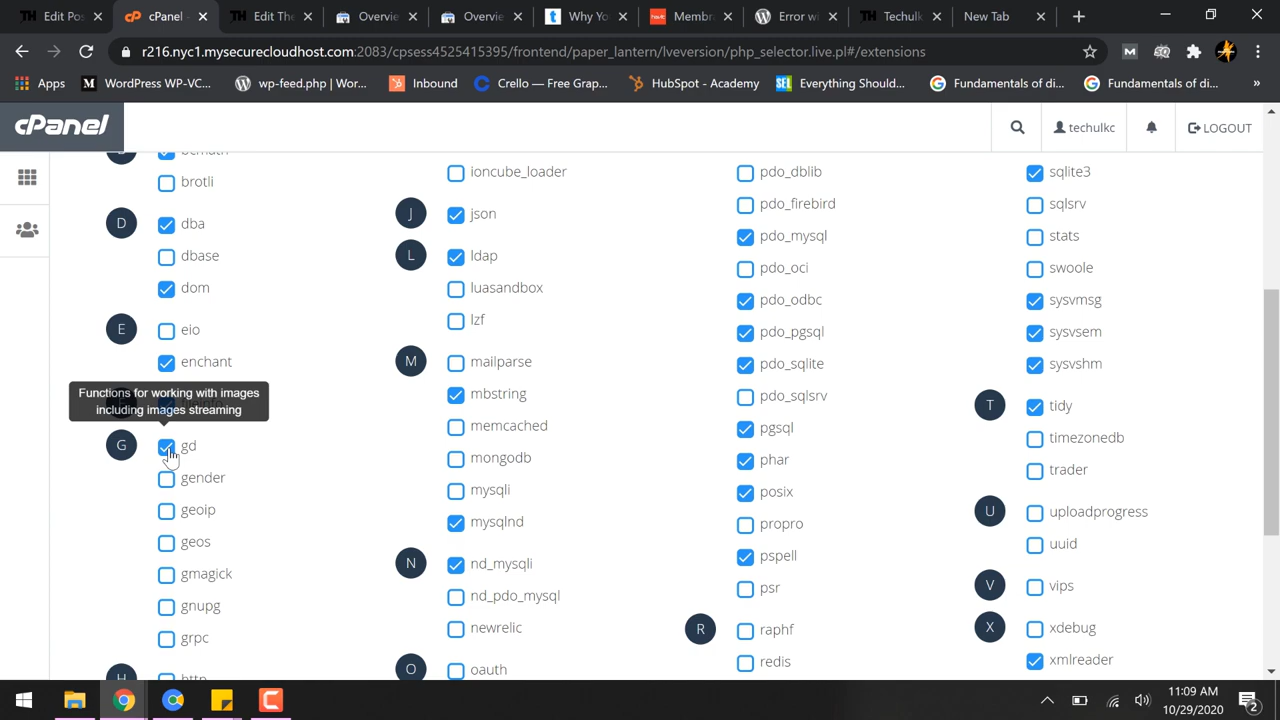 Edit Pos
cPanel -
Edit The
Overvie
Overvie
Why Yo
Membra
Error wi
Techulk
New Tab
r216.nyc1.mysecurecloudhost.com:2083/cpsess4525415395/frontend/paper_lantern/lveversion/php_selector.live.pl#/extensions
Apps
WordPress WP-VC...
wp-feed.php | Wor...
Inbound
Crello — Free Grap...
HubSpot - Academy
Everything Should...
Fundamentals of di...
Fundamentals of di...
»
cPanel
techulkc
LOGOUT
brotli
D
dba
dbase
dom
E
eio
enchant
Functions for working with images
including images streaming
G
gd
gender
geoip
geos
gmagick
gnupg
grpc
H
http
ioncube_loader
J
json
L
ldap
luasandbox
lzf
M
mailparse
mbstring
memcached
mongodb
mysqli
mysqlnd
N
nd_mysqli
nd_pdo_mysql
newrelic
O
oauth
pdo_dblib
pdo_firebird
pdo_mysql
pdo_oci
pdo_odbc
pdo_pgsql
pdo_sqlite
pdo_sqlsrv
pgsql
phar
posix
propro
pspell
psr
R
raphf
redis
sqlite3
sqlsrv
stats
swoole
sysvmsg
sysvsem
sysvshm
T
tidy
timezonedb
trader
U
uploadprogress
uuid
V
vips
X
xdebug
xmlreader
11:09 AM
10/29/2020
2